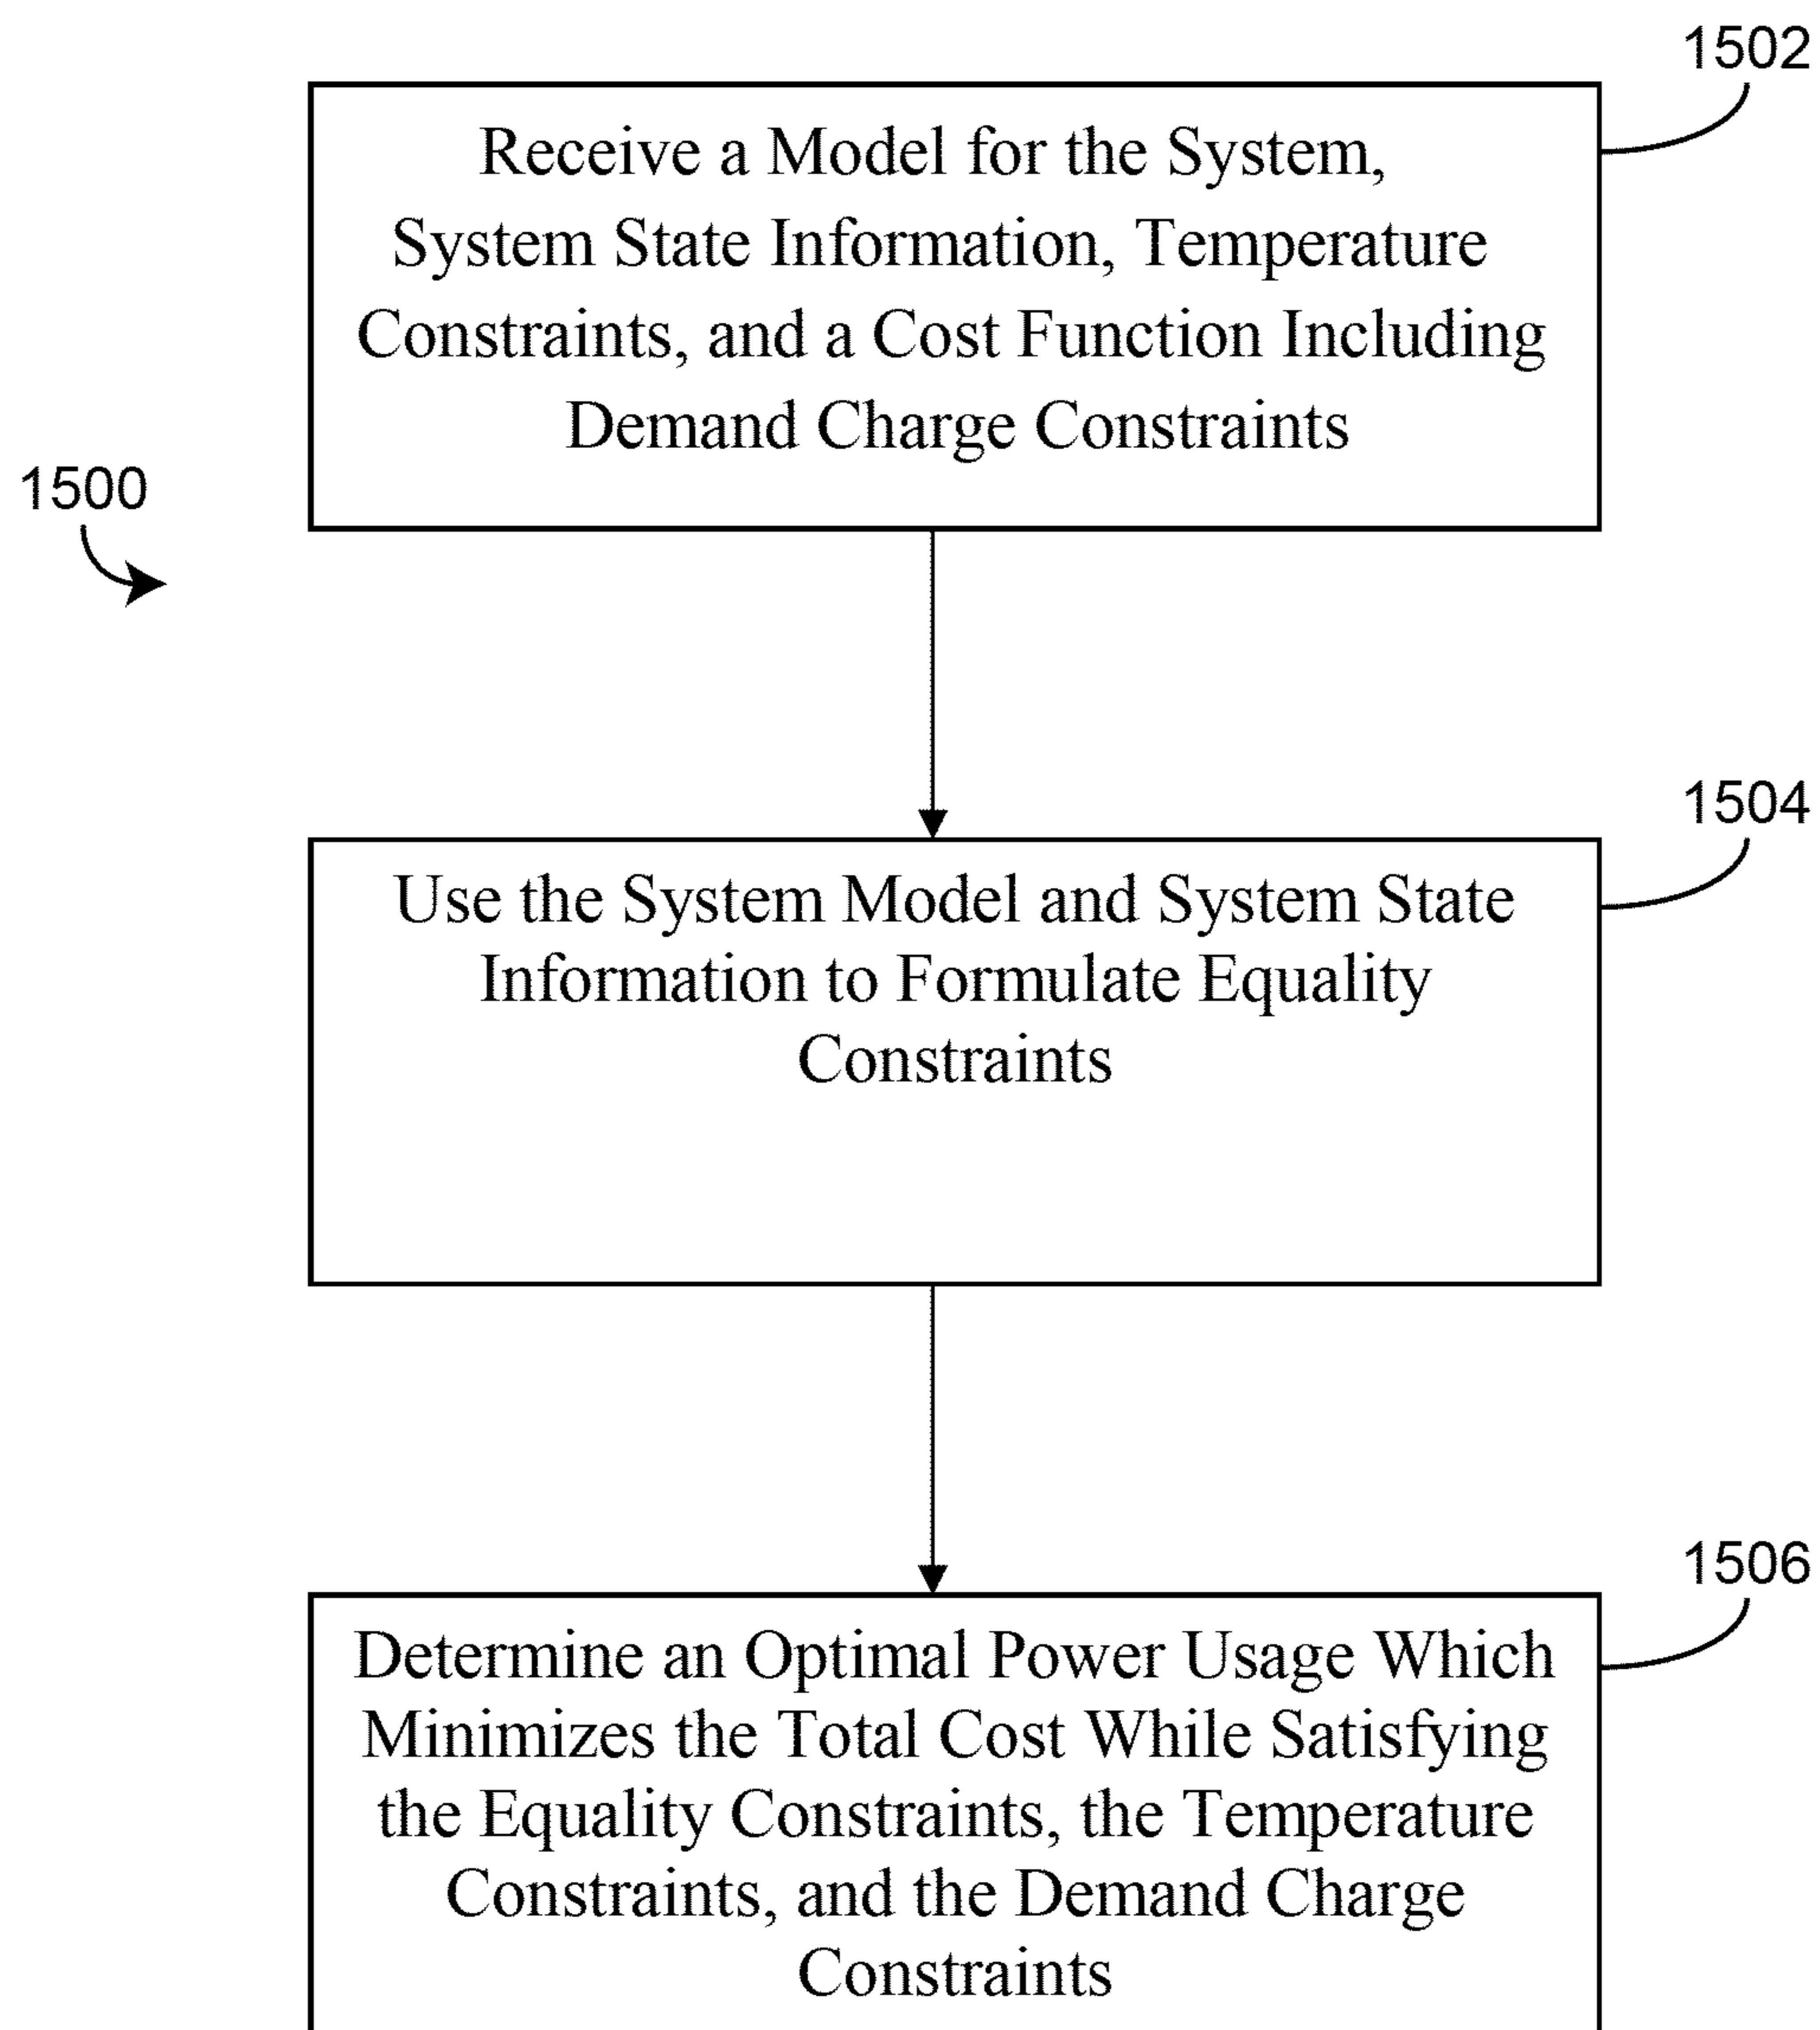 1502
Receive a Model for the System,
System State Information, Temperature
Constraints, and a Cost Function Including
Demand Charge Constraints
1500
1504
Use the System Model and System State
Information to Formulate Equality
Constraints
1506
Determine an Optimal Power Usage Which
Minimizes the Total Cost While Satisfying
the Equality Constraints, the Temperature
Constraints, and the Demand Charge
Constraints